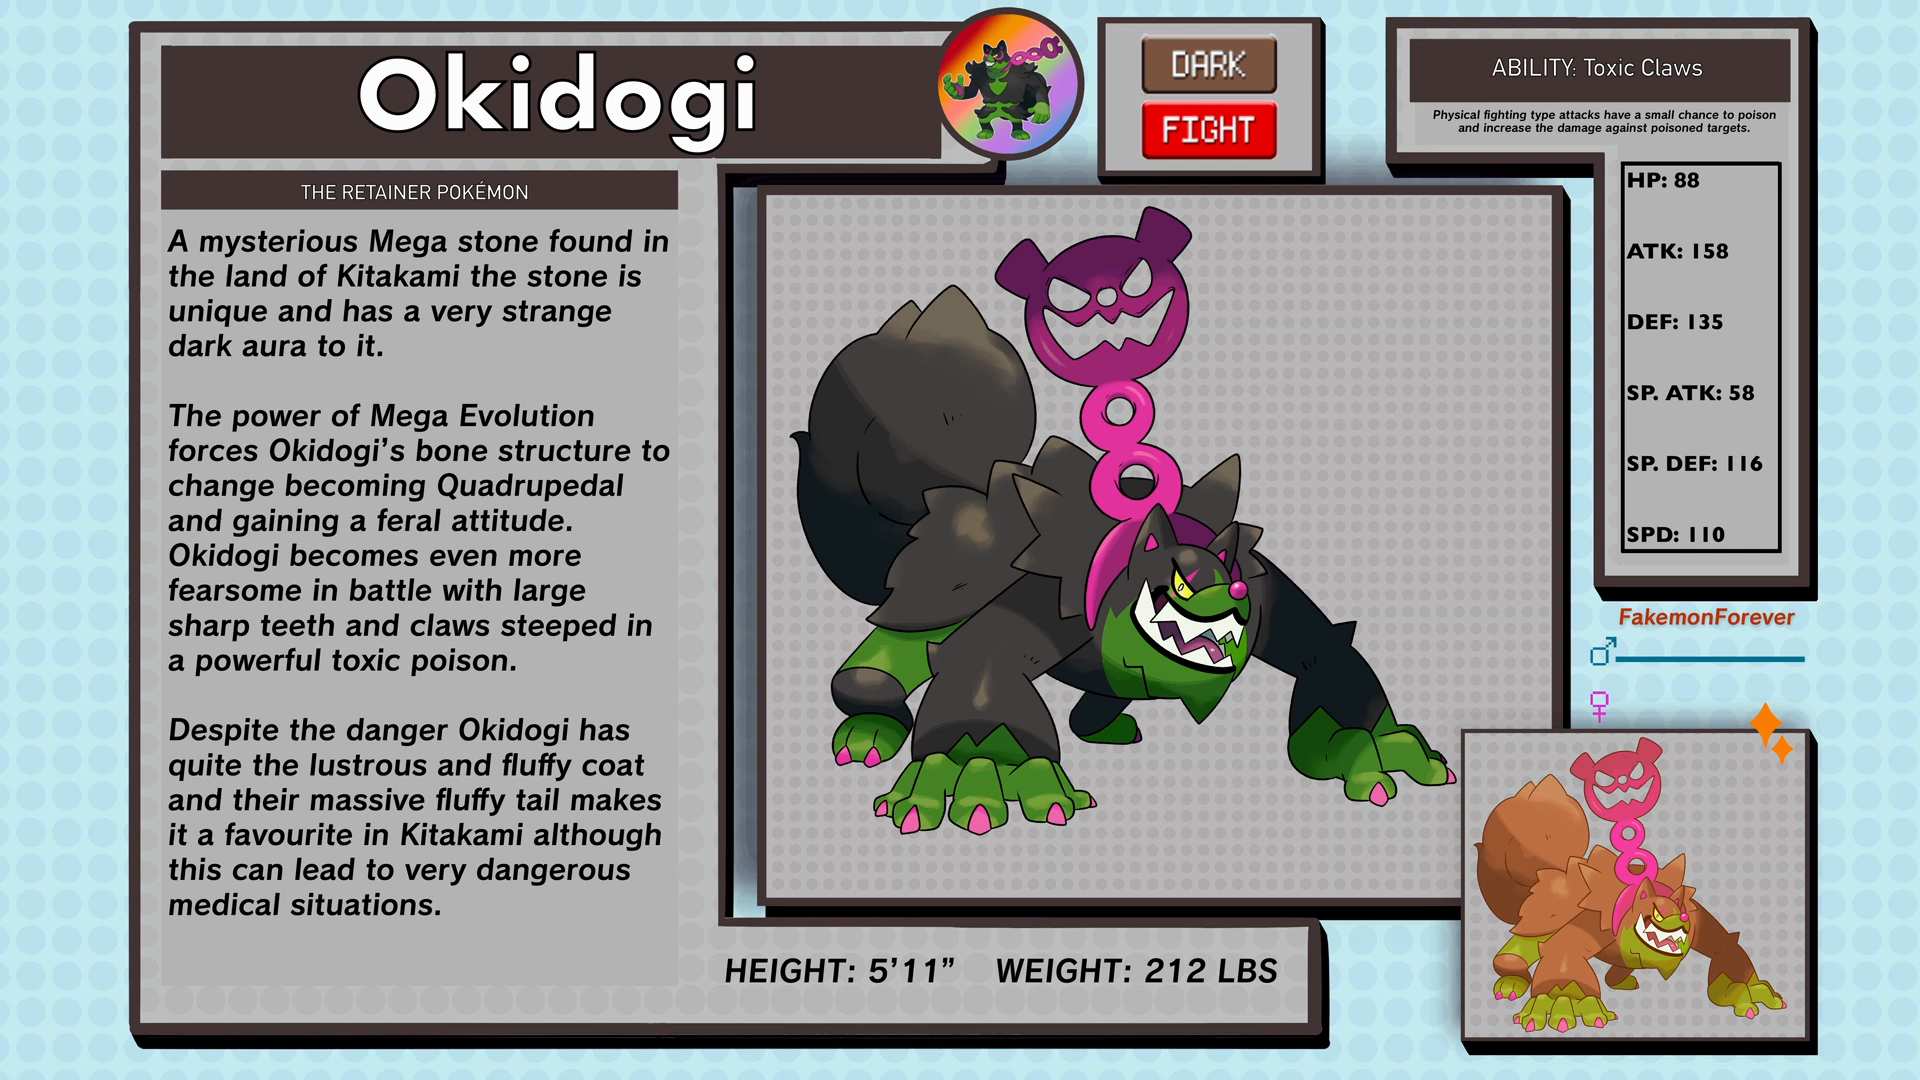 Okidogi
DARK
FIGHT
ABILITY: Toxic Claws
Physical fighting type attacks have a small chance to poison
and increase the damage against poisoned targets.
THE RETAINER POKÉMON
A mysterious Mega stone found in
the land of Kitakami the stone is
unique and has a very strange
dark aura to it.
The power of Mega Evolution
forces Okidogi’s bone structure to
change becoming Quadrupedal
and gaining a feral attitude.
Okidogi becomes even more
fearsome in battle with large
sharp teeth and claws steeped in
a powerful toxic poison.
Despite the danger Okidogi has
quite the lustrous and fluffy coat
and their massive fluffy tail makes
it a favourite in Kitakami although
this can lead to very dangerous
medical situations.
HP: 88
ATK: 158
DEF: 135
SP. ATK: 58
SP. DEF: 116
SPD: 110
FakemonForever
♂
♀
HEIGHT: 5’11” WEIGHT: 212 LBS